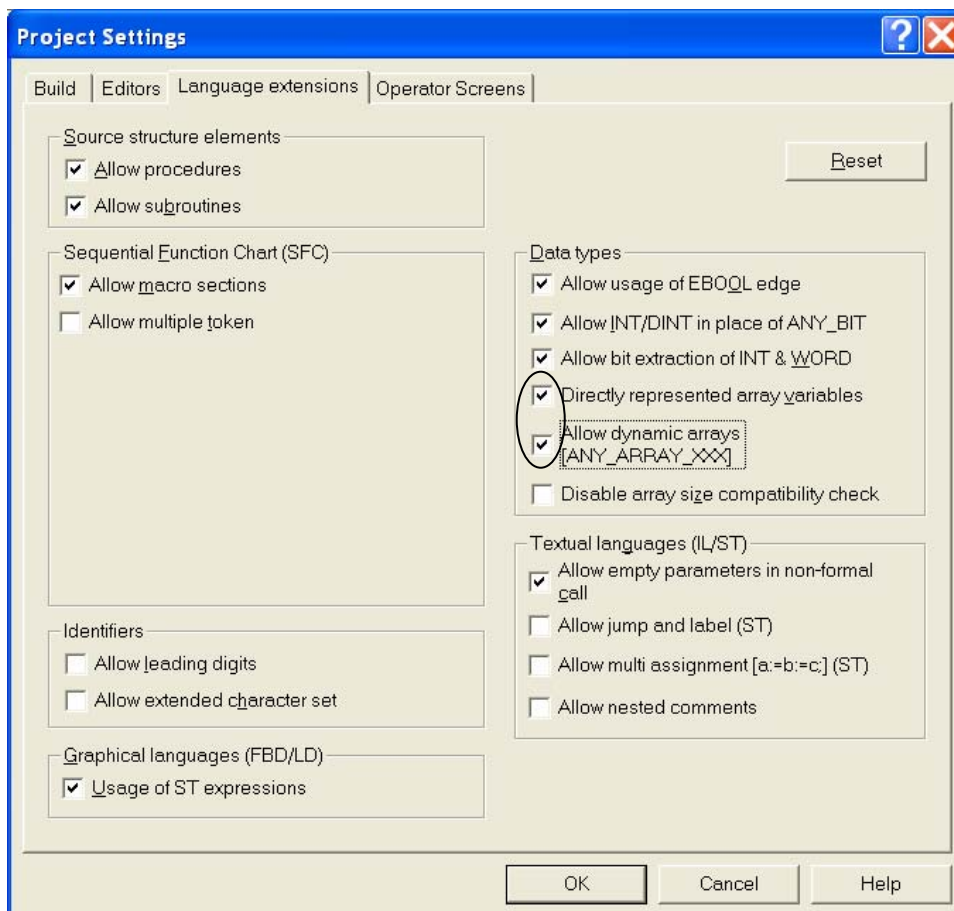 Project Settings
Build
Editors
Language extensions
Operator Screens
Source structure elements
Allow procedures
Allow subroutines
Reset
Sequential Function Chart (SFC)
Allow macro sections
Allow multiple token
Data types
Allow usage of EBOOL edge
Allow INT/DINT in place of ANY_BIT
Allow bit extraction of INT & WORD
Directly represented array variables
Allow dynamic arrays
[ANY_ARRAY_XXX]
Disable array size compatibility check
Textual languages (IL/ST)
Allow empty parameters in non-formal
call
Allow jump and label (ST)
Allow multi assignment [a:=b:=c;] (ST)
Allow nested comments
Identifiers
Allow leading digits
Allow extended character set
Graphical languages (FBD/LD)
Usage of ST expressions
OK
Cancel
Help